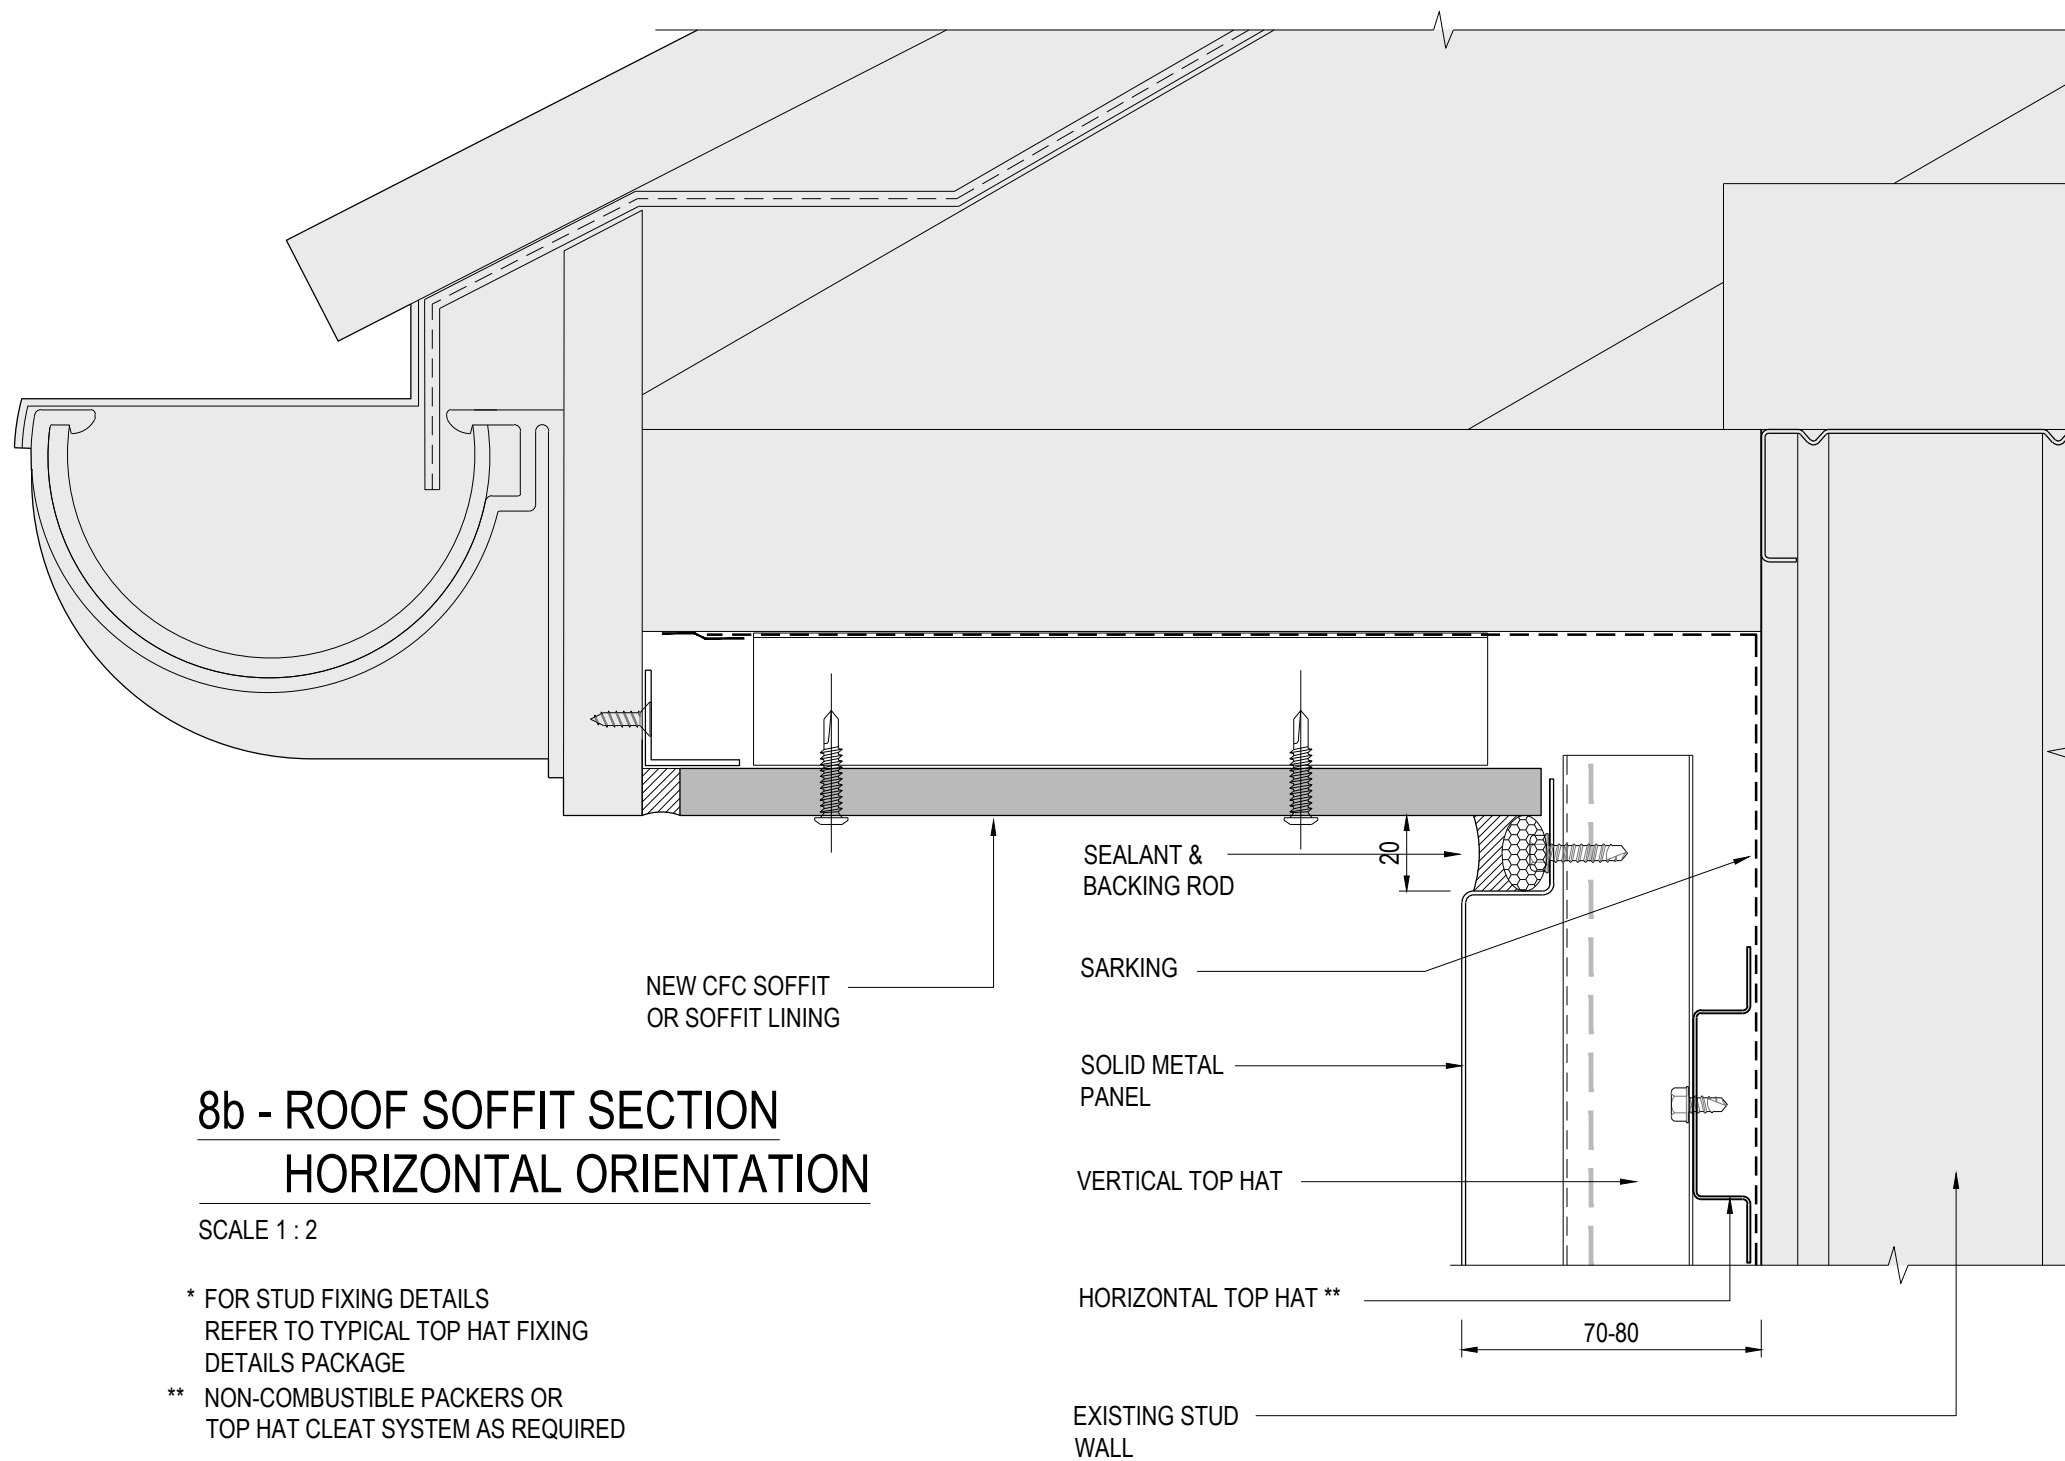 SEALANT &
BACKING ROD
20
SARKING
NEW CFC SOFFIT
OR SOFFIT LINING
SOLID METAL
PANEL
8b - ROOF SOFFIT SECTION
HORIZONTAL ORIENTATION
SCALE 1 : 2
VERTICAL TOP HAT
HORIZONTAL TOP HAT **
70-80
* FOR STUD FIXING DETAILS
REFER TO TYPICAL TOP HAT FIXING
DETAILS PACKAGE
** NON-COMBUSTIBLE PACKERS OR
TOP HAT CLEAT SYSTEM AS REQUIRED
EXISTING STUD
WALL